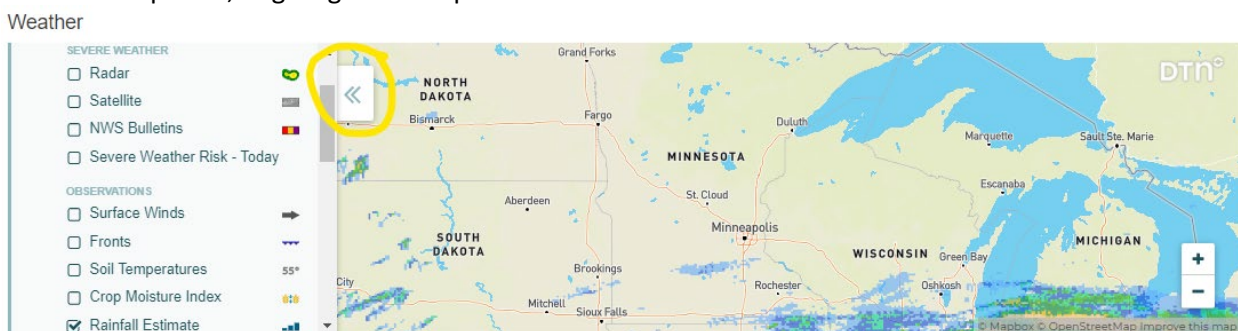 Weather
SEVERE WEATHER
Radar
Satellite
NWS Bulletins
Severe Weather Risk - Today
OBSERVATIONS
Surface Winds
Fronts
Soil Temperatures
55°
Crop Moisture Index
Rainfall Estimate
Grand Forks
DTN
NORTH
DAKOTA
Bismarck
Fargo
Duluth
Marquette
Sault Ste. Marie
MINNESOTA
Escanaba
Aberdeen
St. Cloud
Minneapolis
SOUTH
DAKOTA
WISCONSIN
Green Bay
MICHIGAN
+
City
Brookings
Rochester
Oshkosh
−
Mitchell
Sioux Falls
© Mapbox © OpenStreetMap Improve this map